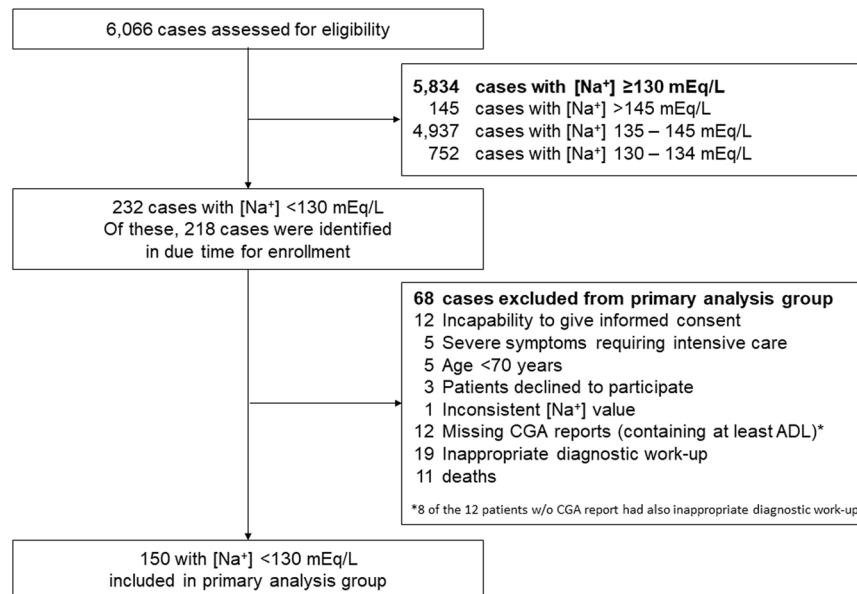 6,066 cases assessed for eligibility
5,834 cases with [Na⁺] ≥130 mEq/L
145 cases with [Na⁺] >145 mEq/L
4,937 cases with [Na⁺] 135 – 145 mEq/L
752 cases with [Na⁺] 130 – 134 mEq/L
232 cases with [Na⁺] <130 mEq/L
Of these, 218 cases were identified
in due time for enrollment
68 cases excluded from primary analysis group
12 Incapability to give informed consent
5 Severe symptoms requiring intensive care
5 Age <70 years
3 Patients declined to participate
1 Inconsistent [Na⁺] value
12 Missing CGA reports (containing at least ADL)*
19 Inappropriate diagnostic work-up
11 deaths
*8 of the 12 patients w/o CGA report had also inappropriate diagnostic work-up
150 with [Na⁺] <130 mEq/L
included in primary analysis group